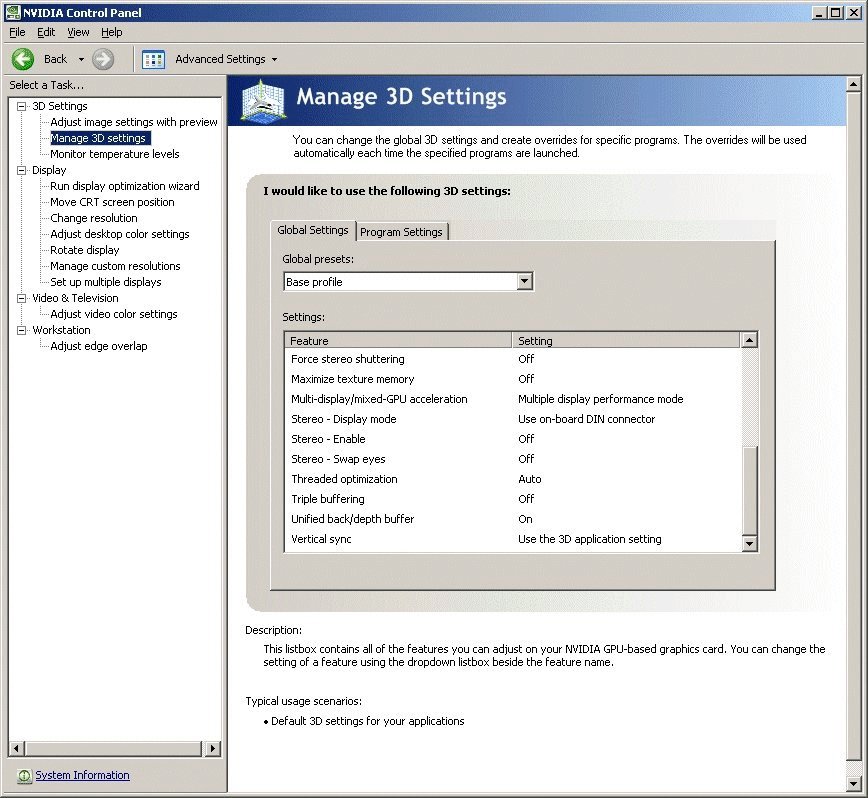 NVIDIA Control Panel
File Edit View Help
Back Advanced Settings
Select a Task...
3D Settings
Adjust image settings with preview
Manage 3D settings
Monitor temperature levels
Display
Run display optimization wizard
Move CRT screen position
Change resolution
Adjust desktop color settings
Rotate display
Manage custom resolutions
Set up multiple displays
Video & Television
Adjust video color settings
Workstation
Adjust edge overlap
System Information
Manage 3D Settings
You can change the global 3D settings and create overrides for specific programs. The overrides will be used
automatically each time the specified programs are launched.
I would like to use the following 3D settings:
Global Settings Program Settings
Global presets:
Base profile
Settings:
Feature Setting
Force stereo shuttering Off
Maximize texture memory Off
Multi-display/mixed-GPU acceleration Multiple display performance mode
Stereo - Display mode Use on-board DIN connector
Stereo - Enable Off
Stereo - Swap eyes Off
Threaded optimization Auto
Triple buffering Off
Unified back/depth buffer On
Vertical sync Use the 3D application setting
Description:
This listbox contains all of the features you can adjust on your NVIDIA GPU-based graphics card. You can change the
setting of a feature using the dropdown listbox beside the feature name.
Typical usage scenarios:
• Default 3D settings for your applications